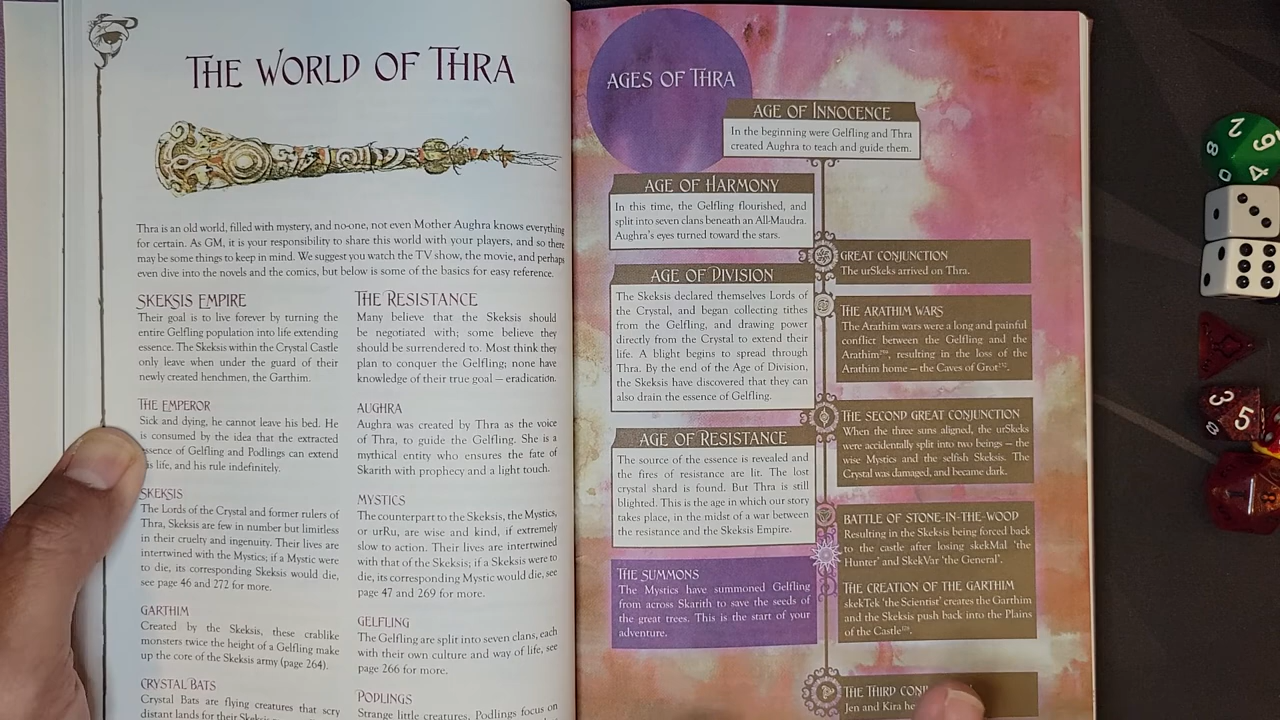 THE WORLD OF THRA
Thra is an old world, filled with mystery, and no-one, not even Mother Aughra knows everything
for certain. As GM, it is your responsibility to share this world with your players, and so there
may be some things to keep in mind. We suggest you watch the TV show, the movie, and perhaps
even dive into the novels and the comics, but below is some of the basics for easy reference.
SKEKSIS EMPIRE
Their goal is to live forever by turning the
entire Gelfling population into life extending
essence. The Skeksis within the Crystal Castle
only leave when under the guard of their
newly created henchmen, the Garthim.
THE EMPEROR
Sick and dying, he cannot leave his bed. He
is consumed by the idea that the extracted
essence of Gelfling and Podlings can extend
his life, and his rule indefinitely.
SKEKSIS
The Lords of the Crystal and former rulers of
Thra, Skeksis are few in number but limitless
in their cruelty and ingenuity. Their lives are
intertwined with the Mystics; if a Mystic were
to die, its corresponding Skeksis would die,
see page 46 and 272 for more.
GARTHIM
Created by the Skeksis, these crablike
monsters twice the height of a Gelfling make
up the core of the Skeksis army (page 264).
CRYSTAL BATS
Crystal Bats are flying creatures that scry
distant lands for their Skeksis
THE RESISTANCE
Many believe that the Skeksis should
be negotiated with; some believe they
should be surrendered to. Most think they
plan to conquer the Gelfling; none have
knowledge of their true goal – eradication.
AUGHRA
Aughra was created by Thra as the voice
of Thra, to guide the Gelfling. She is a
mythical entity who ensures the fate of
Skarith with prophecy and a light touch.
MYSTICS
The counterpart to the Skeksis, the Mystics,
or urRu, are wise and kind, if extremely
slow to action. Their lives are intertwined
with that of the Skeksis; if a Skeksis were to
die, its corresponding Mystic would die, see
page 47 and 269 for more.
GELFLING
The Gelfling are split into seven clans, each
with their own culture and way of life, see
page 266 for more.
PODLINGS
Strange little creatures, Podlings focus on
AGES OF THRA
AGE OF INNOCENCE
In the beginning were Gelfling and Thra
created Aughra to teach and guide them.
AGE OF HARMONY
In this time, the Gelfling flourished, and
split into seven clans beneath an All-Maudra.
Aughra's eyes turned toward the stars.
GREAT CONJUNCTION
The urSkeks arrived on Thra.
AGE OF DIVISION
The Skeksis declared themselves Lords of
the Crystal, and began collecting tithes
from the Gelfling, and drawing power
directly from the Crystal to extend their
life. A blight begins to spread through
Thra. By the end of the Age of Division,
the Skeksis have discovered that they can
also drain the essence of Gelfling.
THE ARATHIM WARS
The Arathim wars were a long and painful
conflict between the Gelfling and the
Arathim, resulting in the loss of the
Arathim home – the Caves of Grot.
THE SECOND GREAT CONJUNCTION
When the three suns aligned, the urSkeks
were accidentally split into two beings – the
wise Mystics and the selfish Skeksis. The
Crystal was damaged, and became dark.
AGE OF RESISTANCE
The source of the essence is revealed and
the fires of resistance are lit. The lost
crystal shard is found. But Thra is still
blighted. This is the age in which our story
takes place, in the midst of a war between
the resistance and the Skeksis Empire.
BATTLE OF STONE-IN-THE-WOOD
Resulting in the Skeksis being forced back
to the castle after losing skekMal 'the
Hunter' and SkekVar 'the General'.
THE CREATION OF THE GARTHIM
skekTek 'the Scientist' creates the Garthim
and the Skeksis push back into the Plains
of the Castle.
THE SUMMONS
The Mystics have summoned Gelfling
from across Skarith to save the seeds of
the great trees. This is the start of your
adventure.
THE THIRD
Jen and Kira
2
8
6
0
4
3
5
8
1